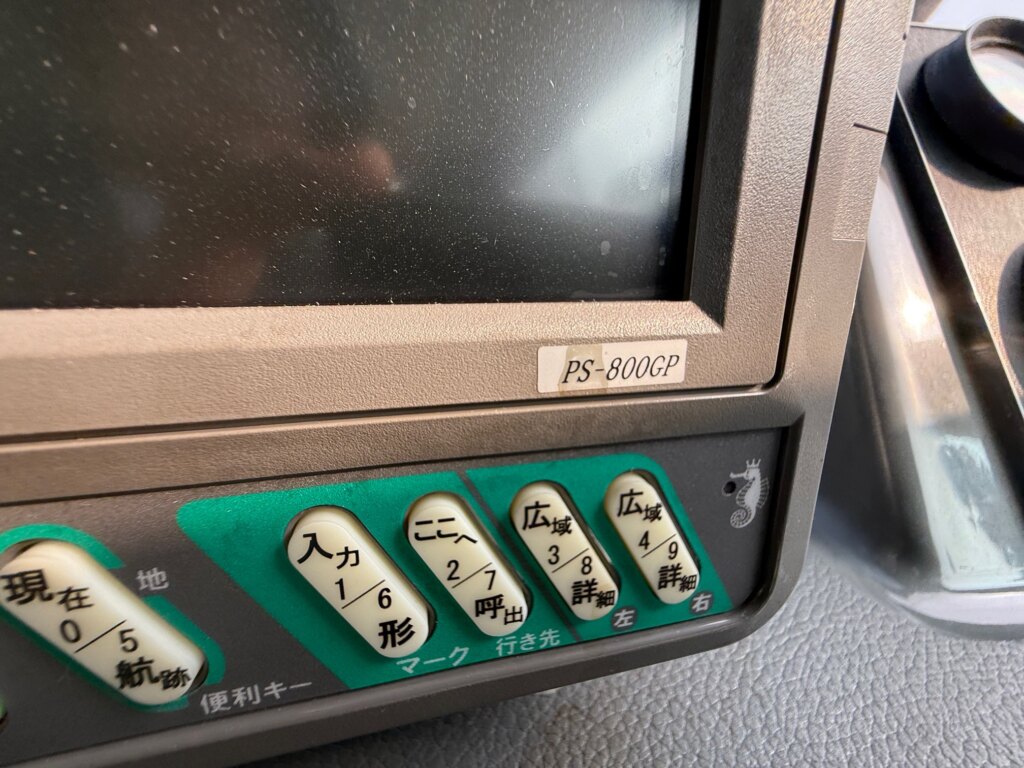 PS-800GP
現在
0/5
航跡
地
便利キー
入力
1/6
形
マーク
ここへ
2/7
呼出
行き先
広域
3/8
詳細
左
広域
4/9
詳細
右